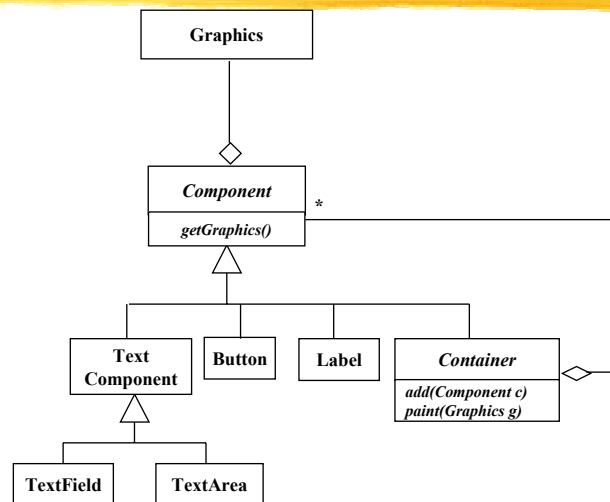 Graphics
Component
*
getGraphics()
Text
Component
Button
Label
Container
add(Component c)
paint(Graphics g)
TextField
TextArea